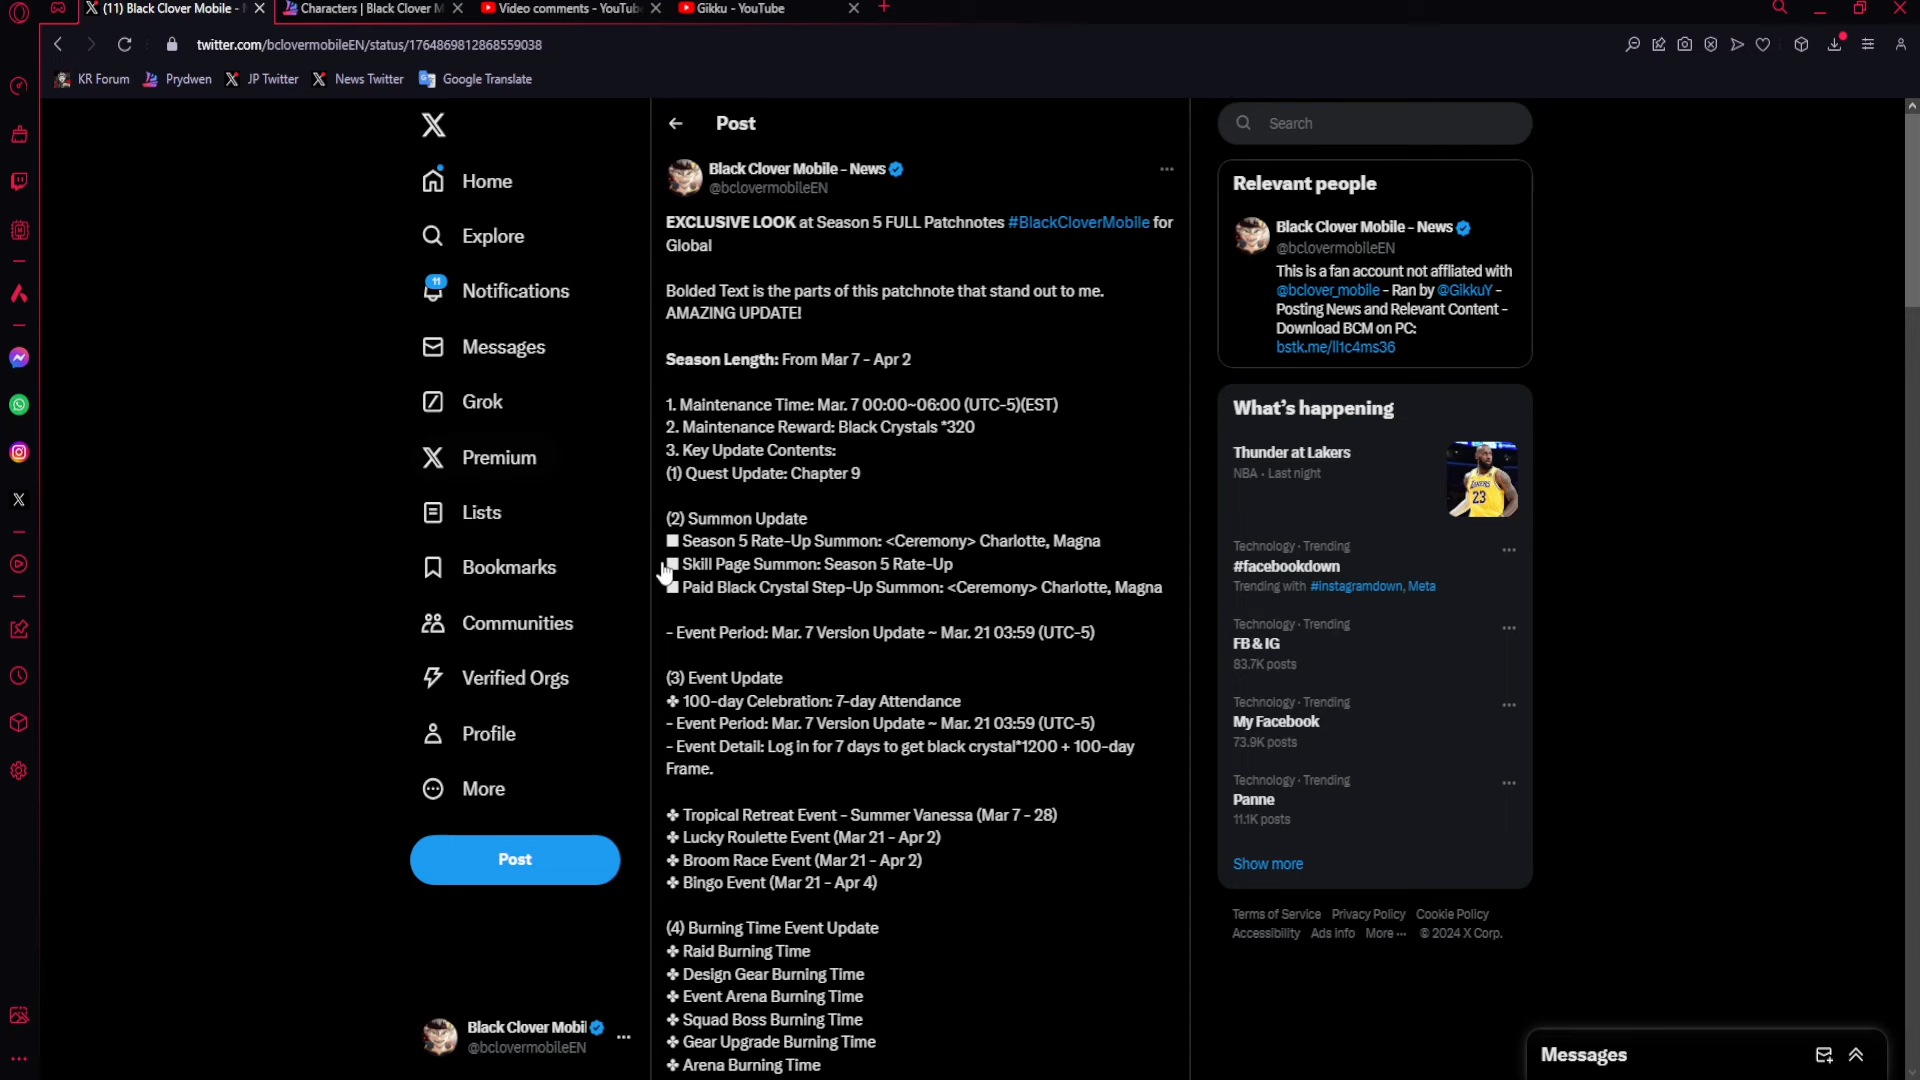 (11) Black Clover Mobile -
Characters | Black Clover M
Video comments - YouTub
Gikku - YouTube
twitter.com/bclovermobileEN/status/1764869812868559038
KR Forum
Prydwen
JP Twitter
News Twitter
Google Translate
Home
Explore
11
Notifications
Messages
Grok
Premium
Lists
Bookmarks
Communities
Verified Orgs
Profile
More
Post
Black Clover Mobil
@bclovermobileEN
Post
Black Clover Mobile - News
@bclovermobileEN
EXCLUSIVE LOOK at Season 5 FULL Patchnotes #BlackCloverMobile for
Global
Bolded Text is the parts of this patchnote that stand out to me.
AMAZING UPDATE!
Season Length: From Mar 7 - Apr 2
1. Maintenance Time: Mar. 7 00:00~06:00 (UTC-5)(EST)
2. Maintenance Reward: Black Crystals *320
3. Key Update Contents:
(1) Quest Update: Chapter 9
(2) Summon Update
■ Season 5 Rate-Up Summon: <Ceremony> Charlotte, Magna
■ Skill Page Summon: Season 5 Rate-Up
■ Paid Black Crystal Step-Up Summon: <Ceremony> Charlotte, Magna
- Event Period: Mar. 7 Version Update ~ Mar. 21 03:59 (UTC-5)
(3) Event Update
✤ 100-day Celebration: 7-day Attendance
- Event Period: Mar. 7 Version Update ~ Mar. 21 03:59 (UTC-5)
- Event Detail: Log in for 7 days to get black crystal*1200 + 100-day
Frame.
✤ Tropical Retreat Event - Summer Vanessa (Mar 7 - 28)
✤ Lucky Roulette Event (Mar 21 - Apr 2)
✤ Broom Race Event (Mar 21 - Apr 2)
✤ Bingo Event (Mar 21 - Apr 4)
(4) Burning Time Event Update
✤ Raid Burning Time
✤ Design Gear Burning Time
✤ Event Arena Burning Time
✤ Squad Boss Burning Time
✤ Gear Upgrade Burning Time
✤ Arena Burning Time
Search
Relevant people
Black Clover Mobile - News
@bclovermobileEN
This is a fan account not affliated with
@bclover_mobile - Ran by @GikkuY -
Posting News and Relevant Content -
Download BCM on PC:
bstk.me/ll1c4ms36
What's happening
Thunder at Lakers
NBA · Last night
LAKERS
23
Technology · Trending
#facebookdown
Trending with #instagramdown, Meta
Technology · Trending
FB & IG
83.7K posts
Technology · Trending
My Facebook
73.9K posts
Technology · Trending
Panne
11.1K posts
Show more
Terms of Service Privacy Policy Cookie Policy
Accessibility Ads info More ··· © 2024 X Corp.
Messages